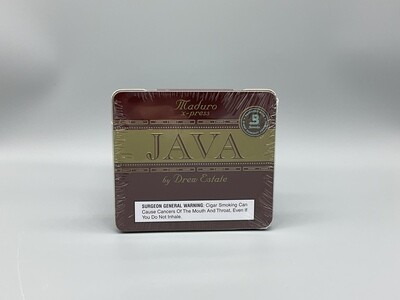 Maduro
x-press
JAVA
by Drew Estate
SURGEON GENERAL WARNING: Cigar Smoking Can
Cause Cancers Of The Mouth And Throat, Even If
You Do Not Inhale.